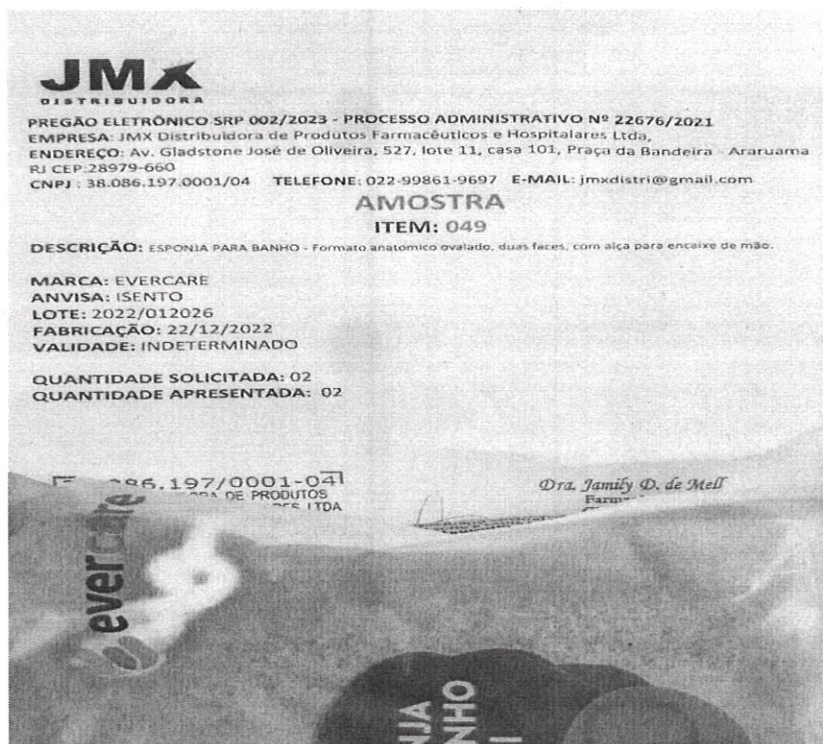 JMX
DISTRIBUIDORA
PREGÃO ELETRÔNICO SRP 002/2023 - PROCESSO ADMINISTRATIVO Nº 22676/2021
EMPRESA: JMX Distribuidora de Produtos Farmacêuticos e Hospitalares Ltda,
ENDEREÇO: Av. Gladstone José de Oliveira, 527, lote 11, casa 101, Praça da Bandeira - Araruama
RJ CEP:28979-660
CNPJ : 38.086.197.0001/04 TELEFONE: 022-99861-9697 E-MAIL: jmxdistri@gmail.com
AMOSTRA
ITEM: 049
DESCRIÇÃO: ESPONJA PARA BANHO - Formato anatomico ovalado, duas faces, com alça para encaixe de mão.
MARCA: EVERCARE
ANVISA: ISENTO
LOTE: 2022/012026
FABRICAÇÃO: 22/12/2022
VALIDADE: INDETERMINADO
QUANTIDADE SOLICITADA: 02
QUANTIDADE APRESENTADA: 02
086.197/0001-04
DE PRODUTOS
LTDA
Dra. Jamily D. de Mell
Farm
evercare
NJA
NHO